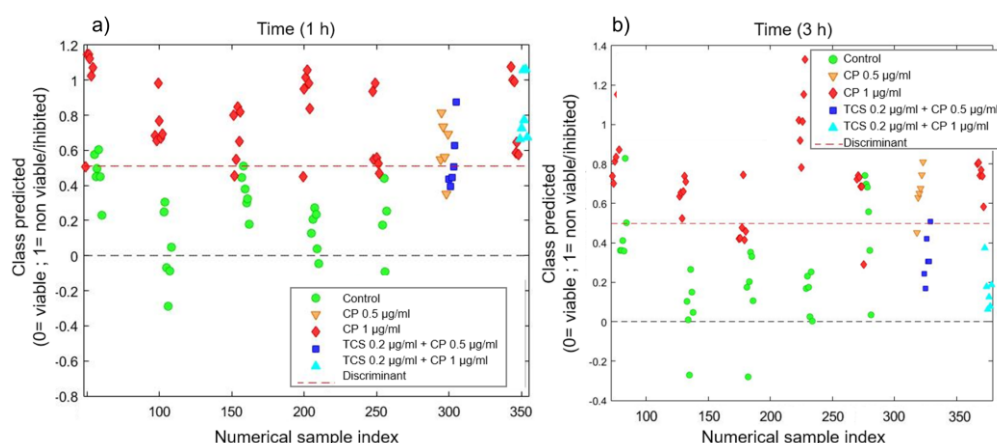 a)
Time (1 h)
Class predicted
(0= viable ; 1= non viable/ihibited)
1.2
1
0.8
0.6
0.4
0.2
0
-0.2
-0.4
-0.6
-0.8
Control
CP 0.5 µg/ml
CP 1 µg/ml
TCS 0.2 µg/ml + CP 0.5 µg/ml
TCS 0.2 µg/ml + CP 1 µg/ml
Discriminant
100 150 200 250 300 350
Numerical sample index
b)
Time (3 h)
Class predicted
(0= viable ; 1= non viable/ihibited)
1.4
1.2
1
0.8
0.6
0.4
0.2
0
-0.2
-0.4
Control
CP 0.5 µg/ml
CP 1 µg/ml
TCS 0.2 µg/ml + CP 0.5 µg/ml
TCS 0.2 µg/ml + CP 1 µg/ml
Discriminant
100 150 200 250 300 350
Numerical sample index